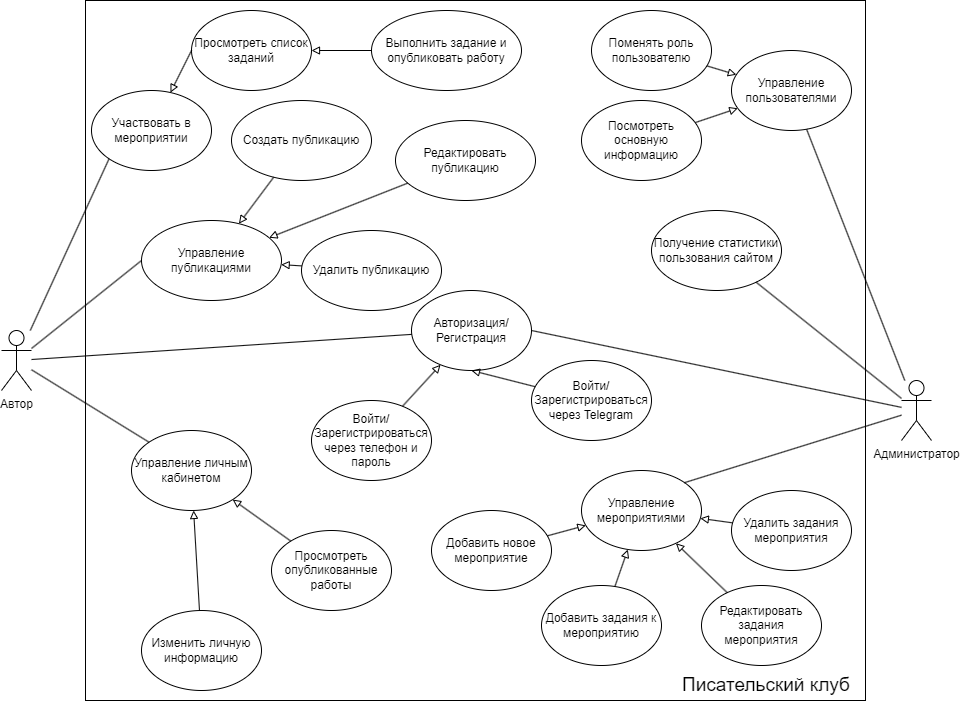 Просмотреть список
заданий
Выполнить задание и
опубликовать работу
Поменять роль
пользователю
Управление
пользователями
Участвовать в
мероприятии
Создать публикацию
Редактировать
публикацию
Посмотреть
основную
информацию
Управление
публикациями
Удалить публикацию
Получение статистики
пользования сайтом
Авторизация/
Регистрация
Автор
Войти/
Зарегистрироваться
через Telegram
Войти/
Зарегистрироваться
через телефон и
пароль
Администратор
Управление личным
кабинетом
Управление
мероприятиями
Удалить задания
мероприятия
Добавить новое
мероприятие
Просмотреть
опубликованные
работы
Добавить задания к
мероприятию
Редактировать
задания
мероприятия
Изменить личную
информацию
Писательский клуб